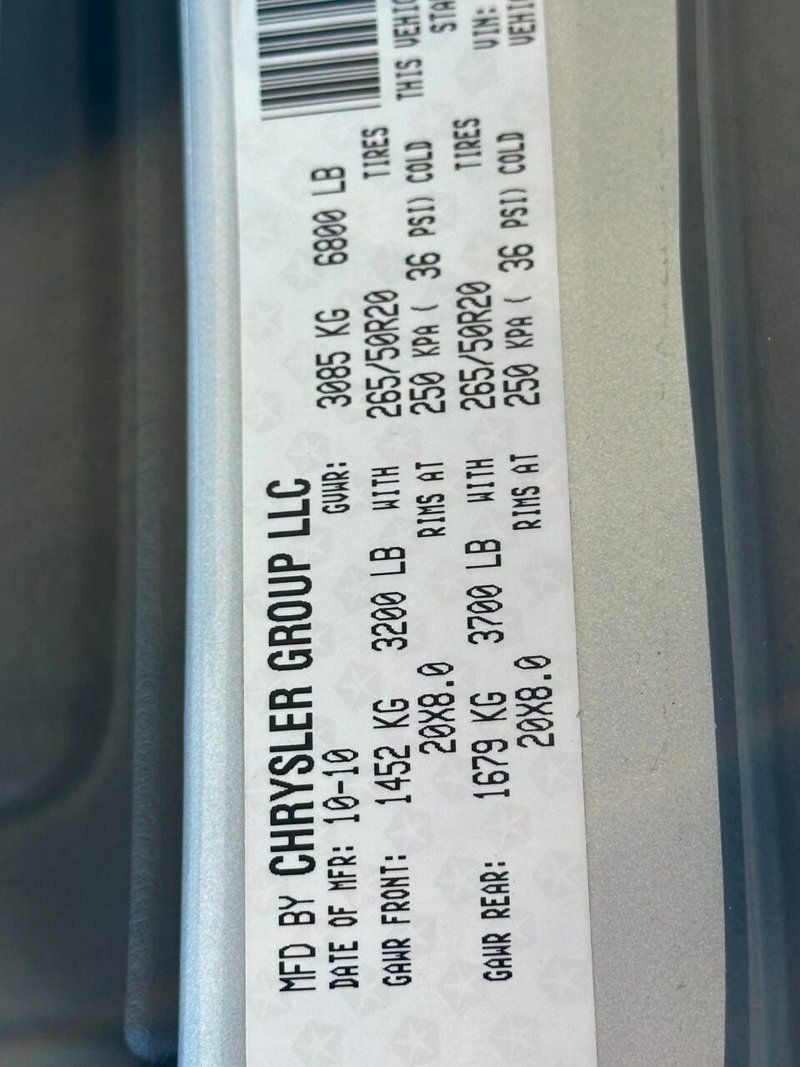 MFD BY CHRYSLER GROUP LLC
DATE OF MFR: 10-10 GVWR: 3085 KG 6800 LB
GAWR FRONT: 1452 KG 3200 LB WITH 265/50R20 TIRES
20X8.0 RIMS AT 250 KPA ( 36 PSI) COLD THIS
GAWR REAR: 1679 KG 3700 LB WITH 265/50R20 TIRES VIN:
20X8.0 RIMS AT 250 KPA ( 36 PSI) COLD